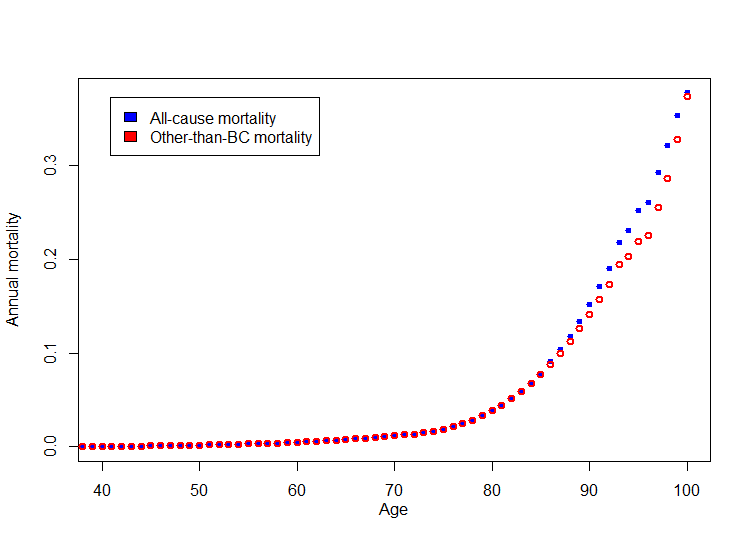 All-cause mortality
Other-than-BC mortality
Annual mortality
0.3
0.2
0.1
0.0
40 50 60 70 80 90 100
Age